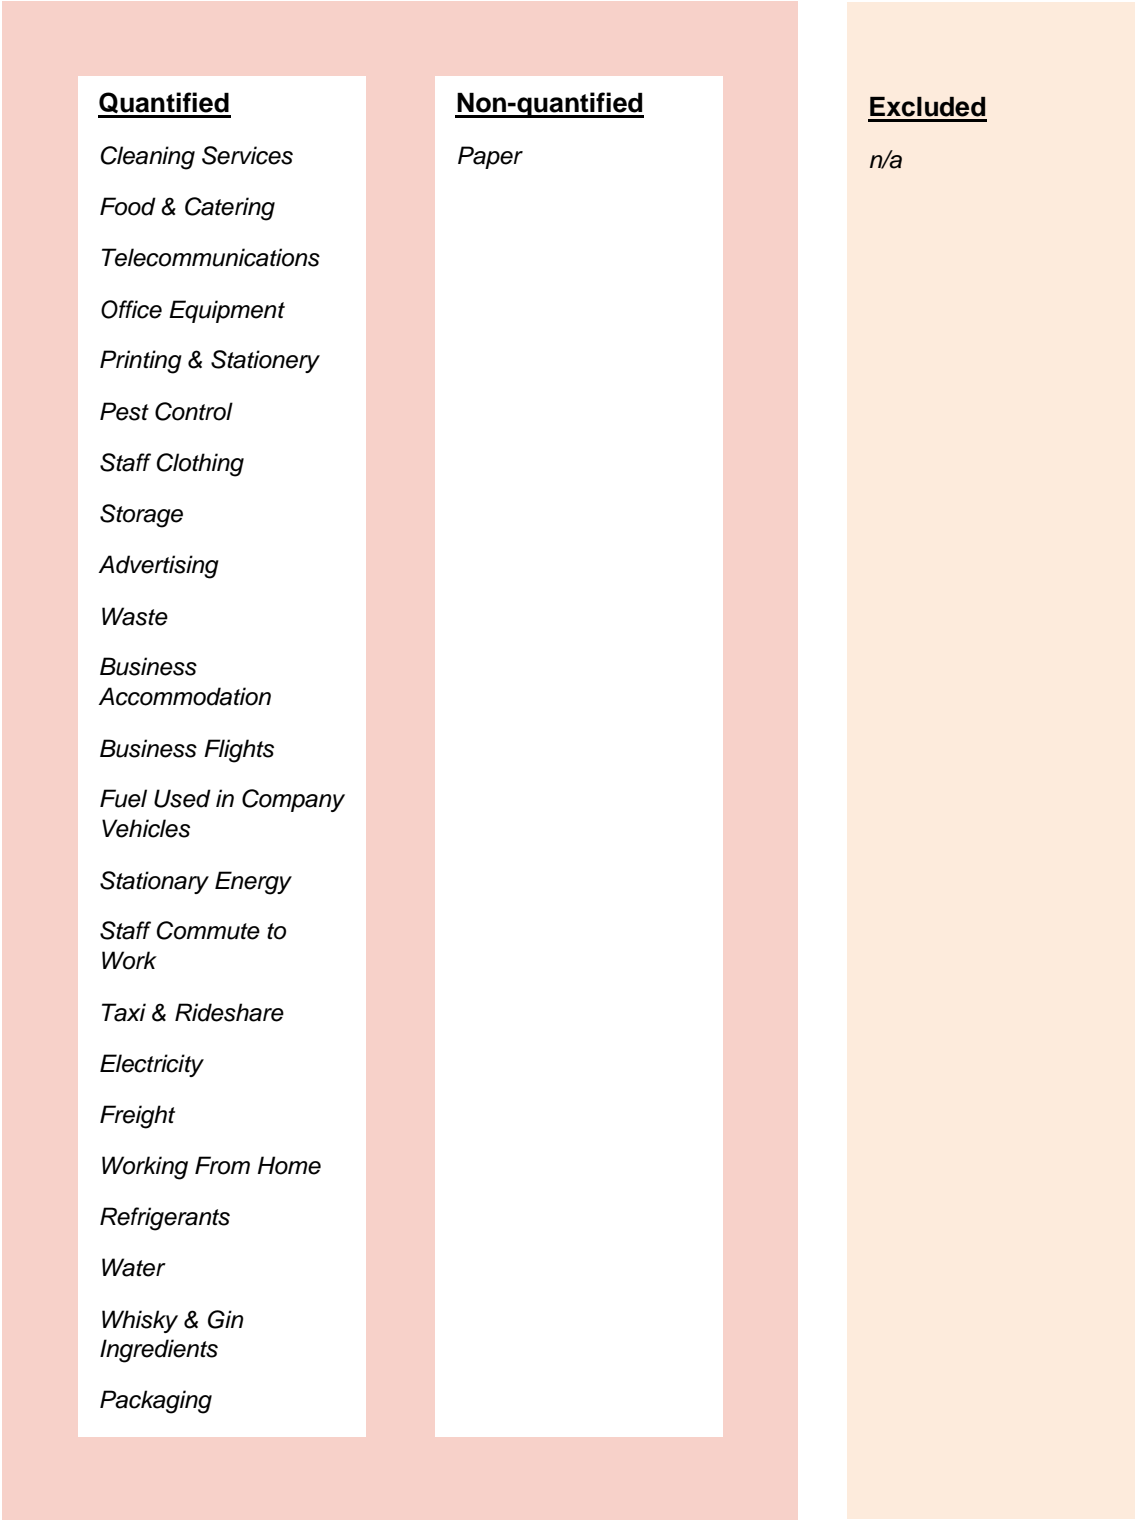 Quantified
Cleaning Services
Food & Catering
Telecommunications
Office Equipment
Printing & Stationery
Pest Control
Staff Clothing
Storage
Advertising
Waste
Business
Accommodation
Business Flights
Fuel Used in Company
Vehicles
Stationary Energy
Staff Commute to
Work
Taxi & Rideshare
Electricity
Freight
Working From Home
Refrigerants
Water
Whisky & Gin
Ingredients
Packaging
Non-quantified
Paper
Excluded
n/a